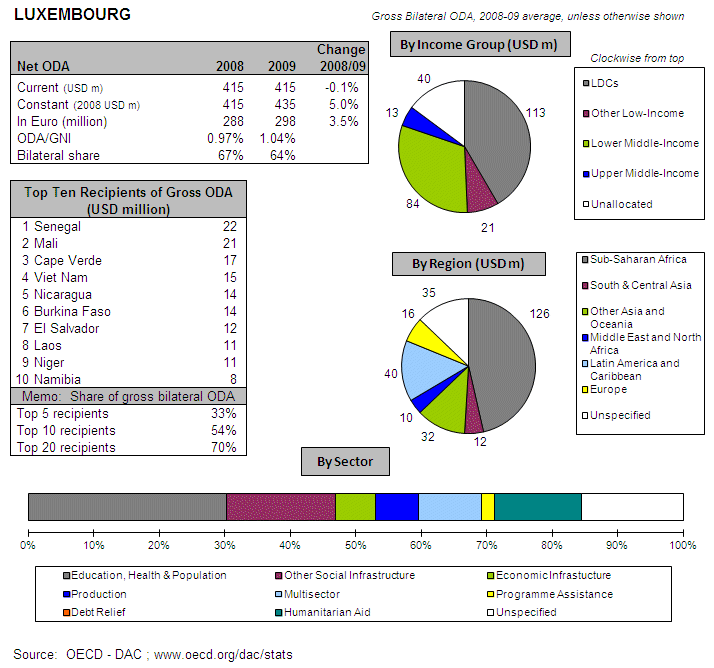 LUXEMBOURG
Gross Bilateral ODA, 2008-09 average, unless otherwise shown
Net ODA 2008 2009 Change 2008/09
Current (USD m) 415 415 -0.1%
Constant (2008 USD m) 415 435 5.0%
In Euro (million) 288 298 3.5%
ODA/GNI 0.97% 1.04%
Bilateral share 67% 64%
By Income Group (USD m)
Clockwise from top
40
113
13
84
21
LDCs
Other Low-Income
Lower Middle-Income
Upper Middle-Income
Unallocated
Top Ten Recipients of Gross ODA
(USD million)
1 Senegal 22
2 Mali 21
3 Cape Verde 17
4 Viet Nam 15
5 Nicaragua 14
6 Burkina Faso 14
7 El Salvador 12
8 Laos 11
9 Niger 11
10 Namibia 8
Memo: Share of gross bilateral ODA
Top 5 recipients 33%
Top 10 recipients 54%
Top 20 recipients 70%
By Region (USD m)
35
126
16
40
10
32
12
Sub-Saharan Africa
South & Central Asia
Other Asia and
Oceania
Middle East and North
Africa
Latin America and
Caribbean
Europe
Unspecified
By Sector
0% 10% 20% 30% 40% 50% 60% 70% 80% 90% 100%
Education, Health & Population Other Social Infrastructure Economic Infrastucture
Production Multisector Programme Assistance
Debt Relief Humanitarian Aid Unspecified
Source: OECD - DAC ; www.oecd.org/dac/stats